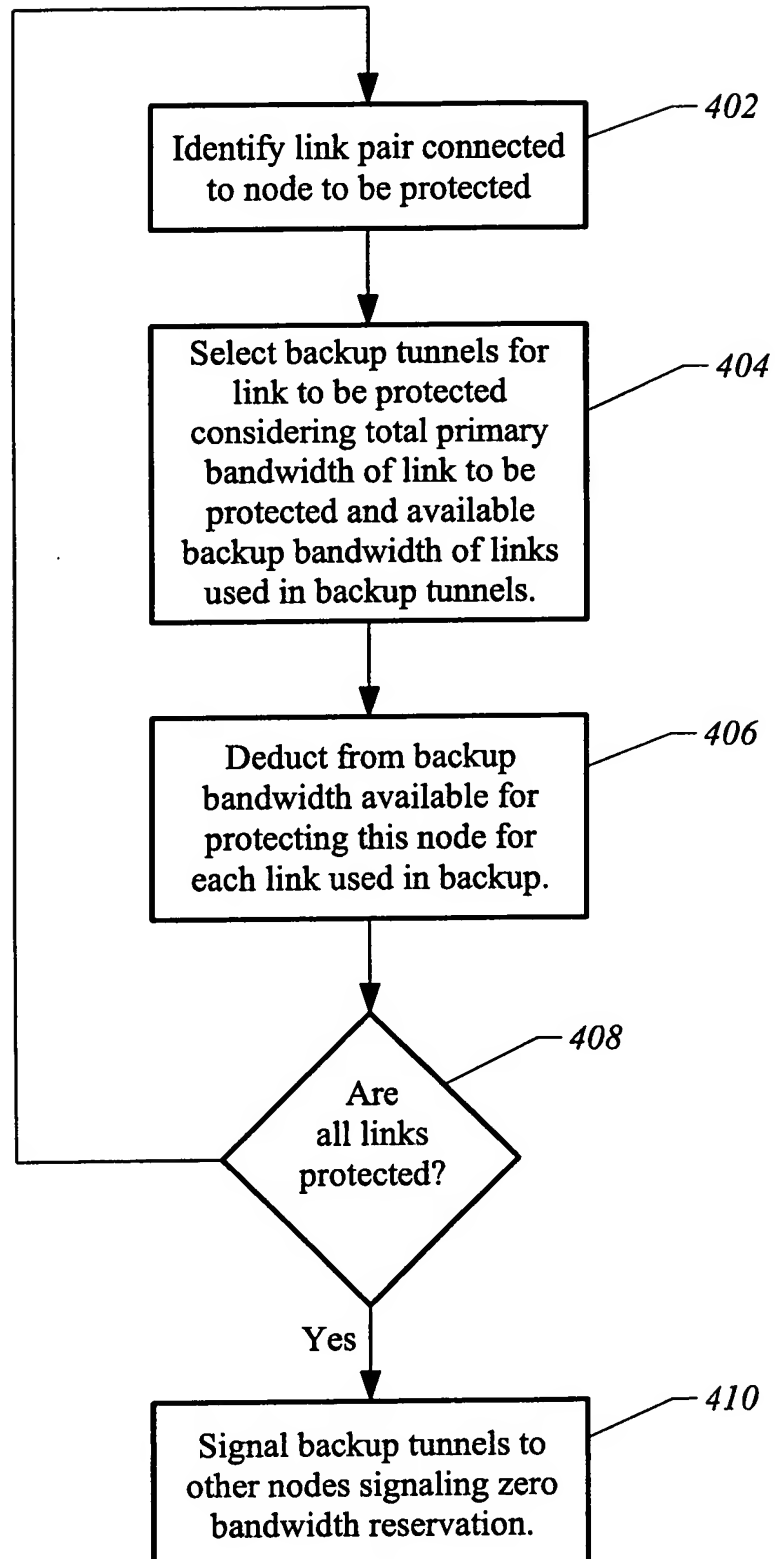 402
Identify link pair connected
to node to be protected
404
Select backup tunnels for
link to be protected
considering total primary
bandwidth of link to be
protected and available
backup bandwidth of links
used in backup tunnels.
406
Deduct from backup
bandwidth available for
protecting this node for
each link used in backup.
408
Are
all links
protected?
Yes
410
Signal backup tunnels to
other nodes signaling zero
bandwidth reservation.